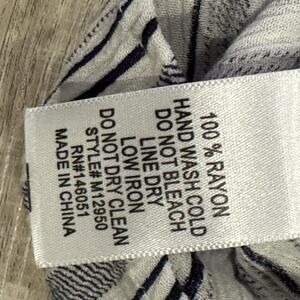 100 % RAYON
HAND WASH COLD
DO NOT BLEACH
LINE DRY
LOW IRON
DO NOT DRY CLEAN
STYLE# M12950
RN#146051
MADE IN CHINA